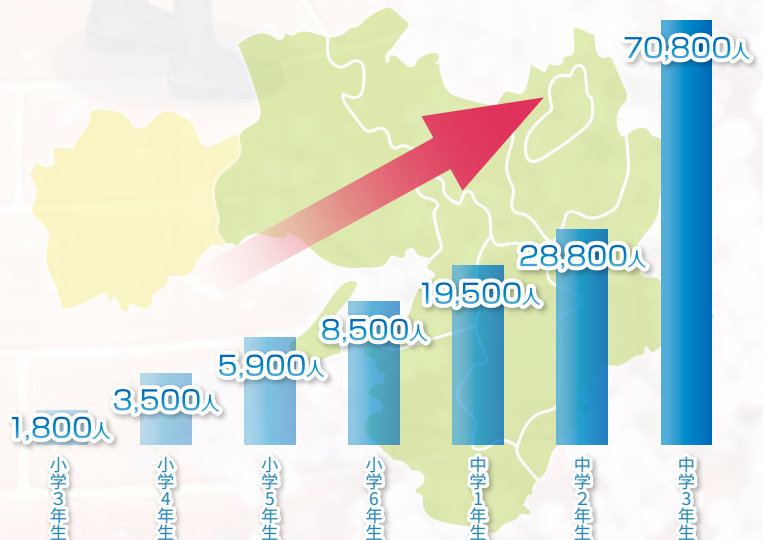 70,800人
28,800人
19,500人
8,500人
5,900人
3,500人
1,800人
小学3年生
小学4年生
小学5年生
小学6年生
中学1年生
中学2年生
中学3年生